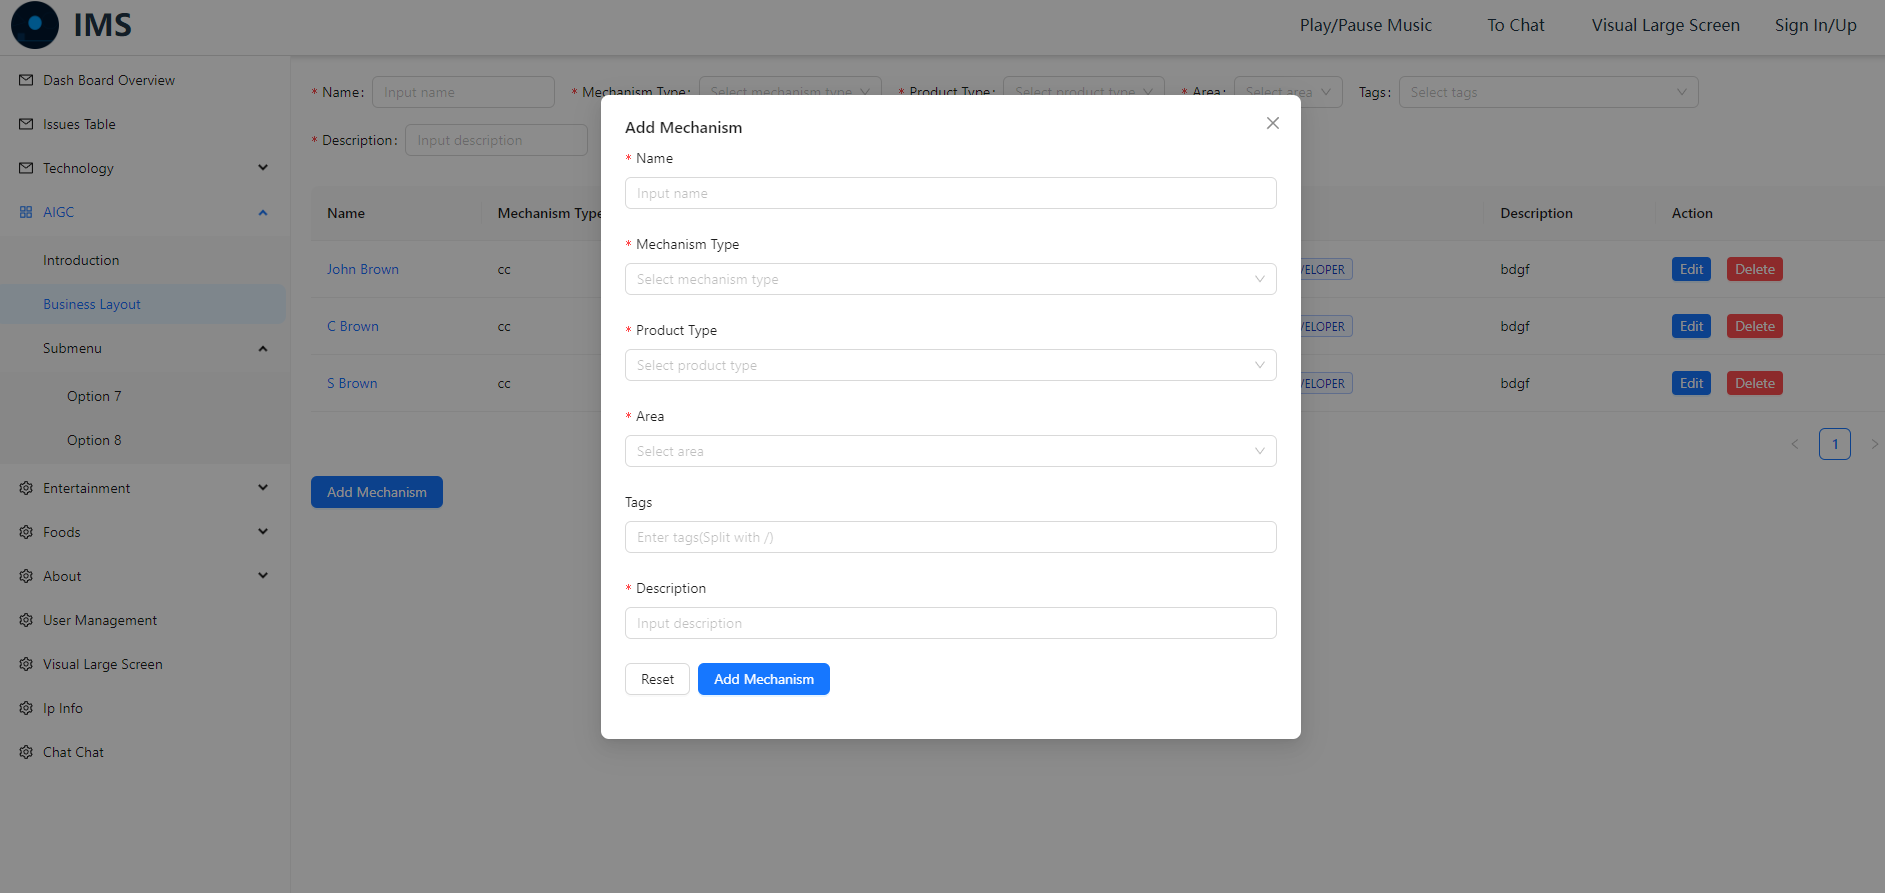 IMS
Play/Pause Music To Chat Visual Large Screen Sign In/Up
Dash Board Overview
Issues Table
Technology
AIGC
Introduction
Business Layout
Submenu
Option 7
Option 8
Entertainment
Foods
About
User Management
Visual Large Screen
Ip Info
Chat Chat
* Name: Input name * Mechanism Type: Select mechanism type * Product Type: Select product type * Area: Select area Tags: Select tags
* Description: Input description
Name Mechanism Type Description Action
John Brown cc VELOPER bdgf Edit Delete
C Brown cc VELOPER bdgf Edit Delete
S Brown cc VELOPER bdgf Edit Delete
1
Add Mechanism
Add Mechanism
* Name
Input name
* Mechanism Type
Select mechanism type
* Product Type
Select product type
* Area
Select area
Tags
Enter tags(Split with /)
* Description
Input description
Reset Add Mechanism